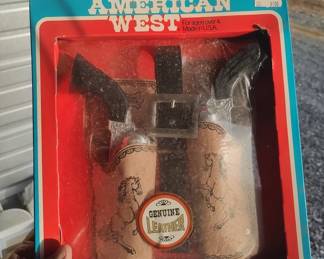 AMERICAN
WEST
For ages over 4
Made in U.S.A.
GENUINE
LEATHER